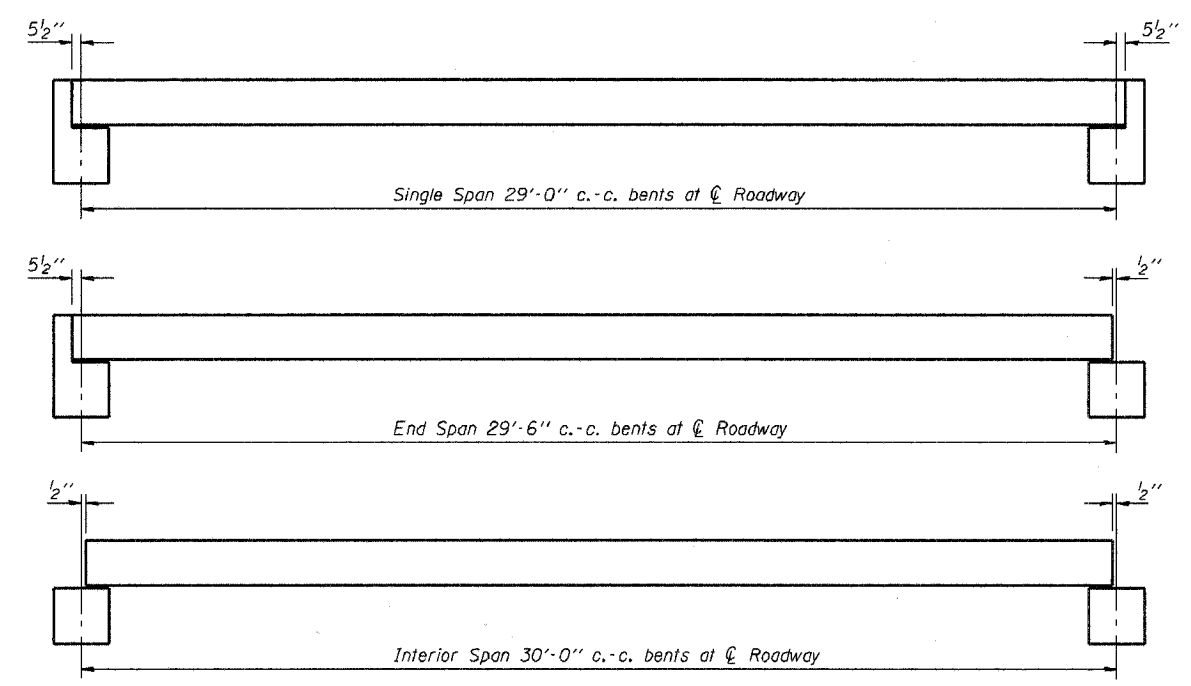 5½" 5½"
Single Span 29'-0" c.-c. bents at ℄ Roadway
5½" ½"
End Span 29'-6" c.-c. bents at ℄ Roadway
½" ½"
Interior Span 30'-0" c.-c. bents at ℄ Roadway